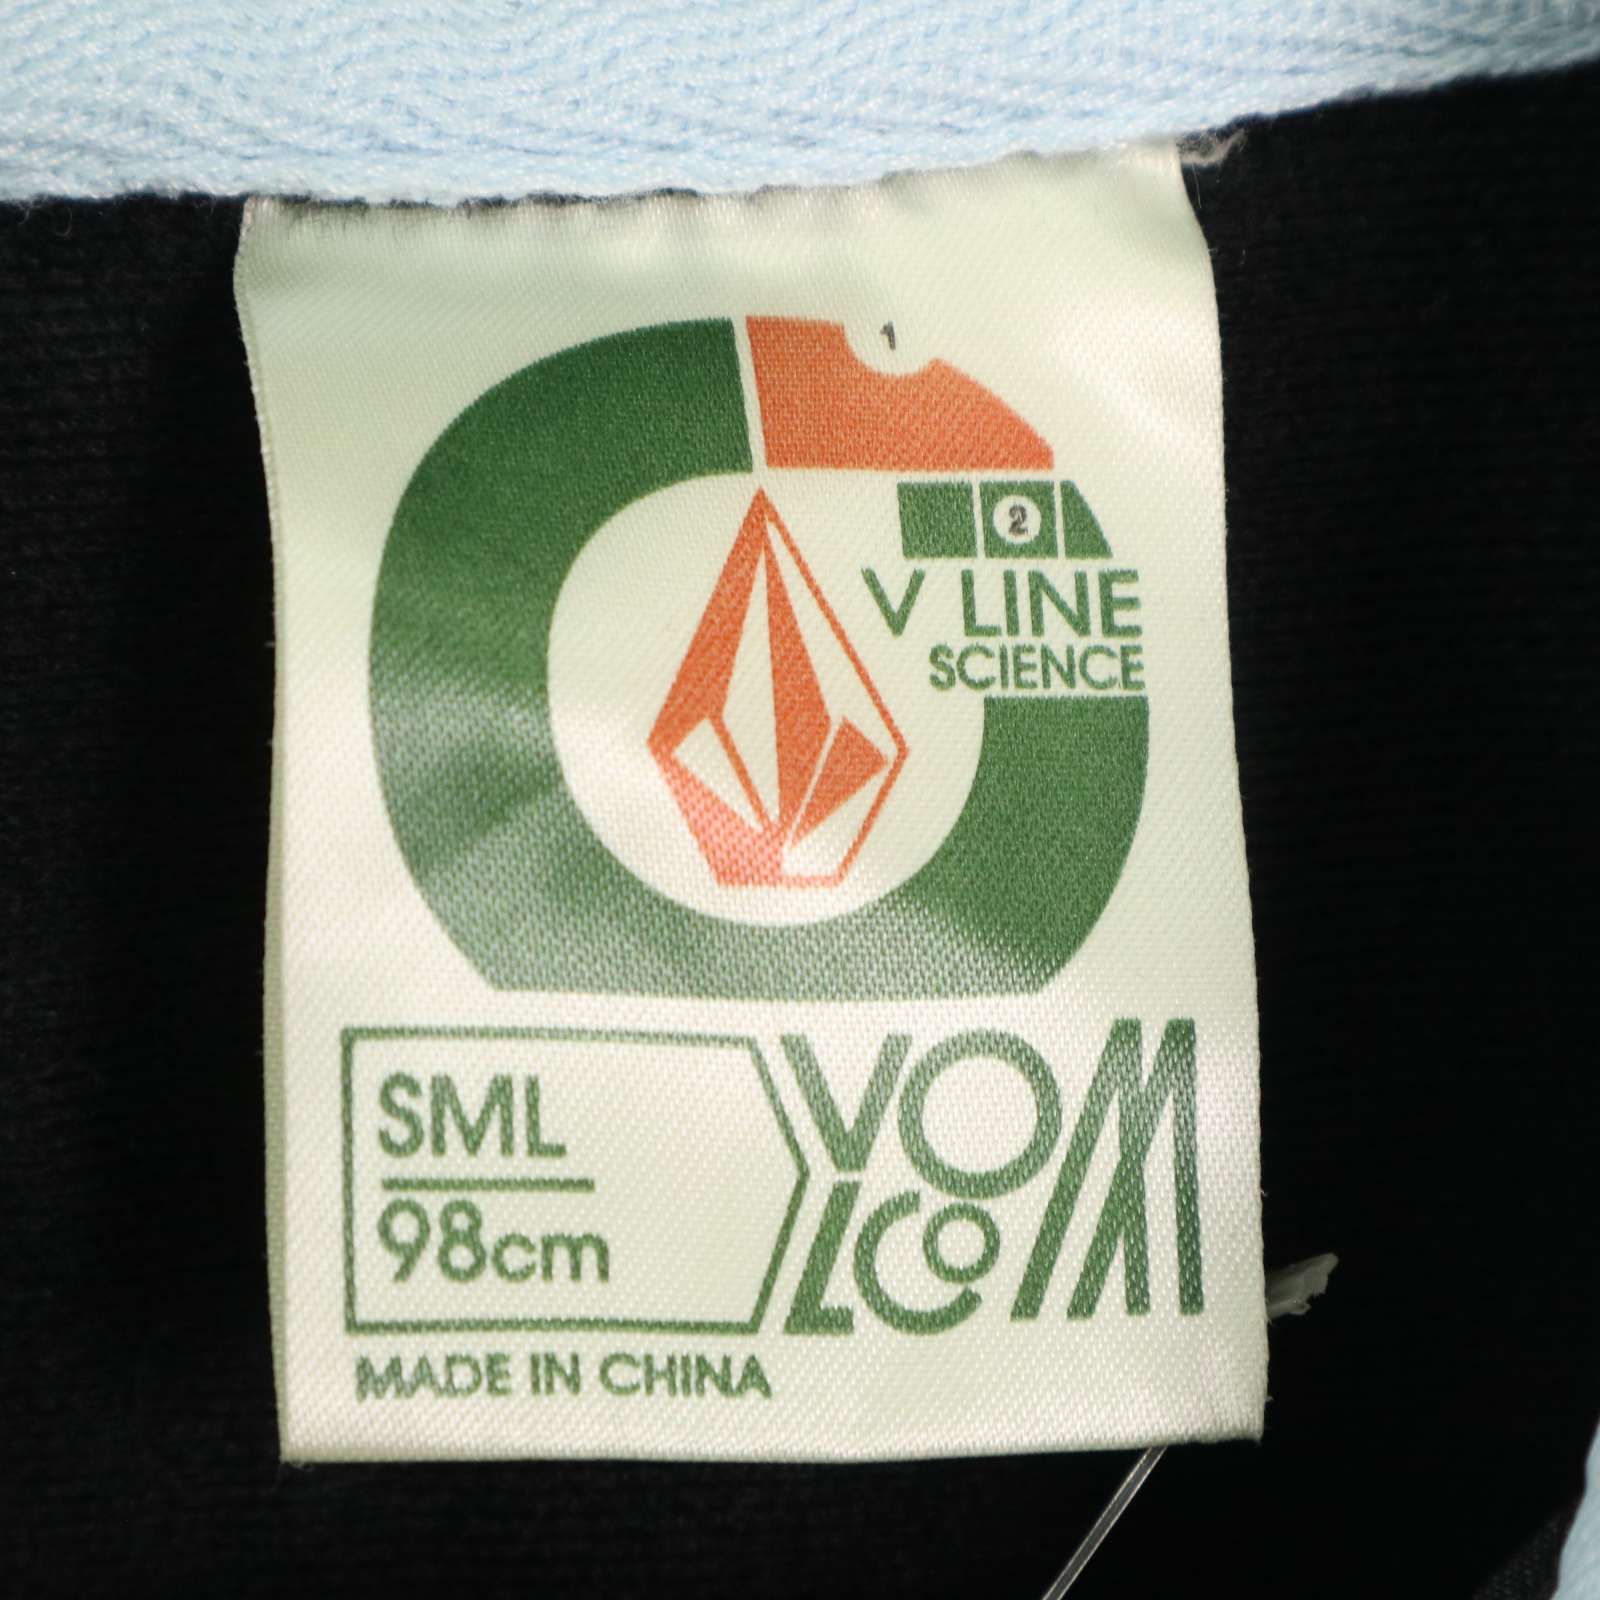 1
2
V LINE
SCIENCE
SML
98cm
VOLCOM
MADE IN CHINA